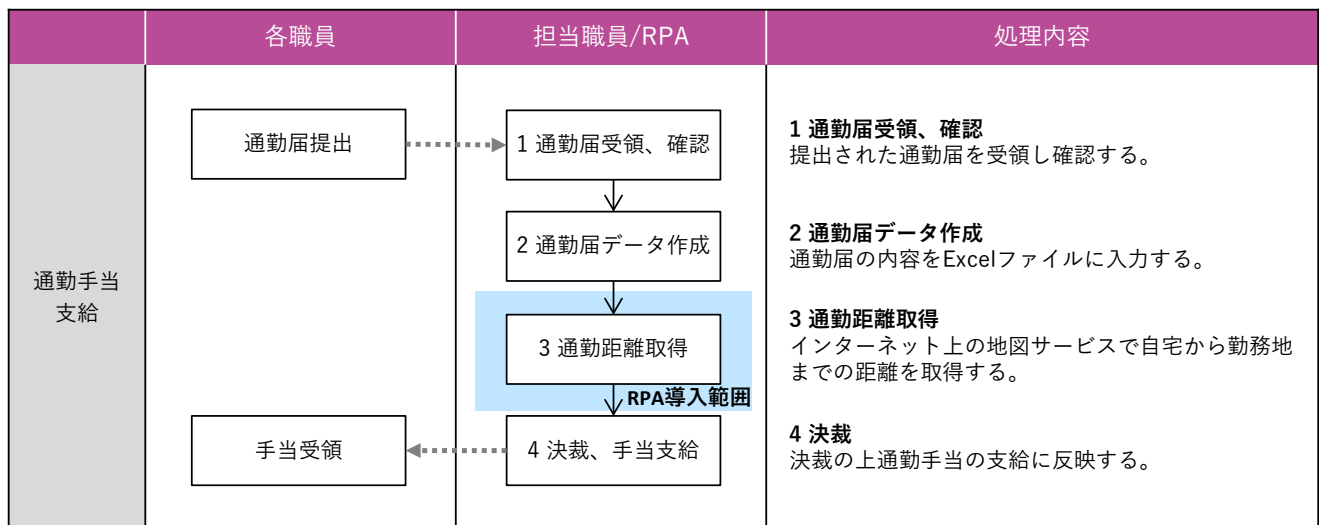 各職員
担当職員/RPA
処理内容
通勤手当
支給
通勤届提出
1 通勤届受領、確認
2 通勤届データ作成
3 通勤距離取得
RPA導入範囲
手当受領
4 決裁、手当支給
1 通勤届受領、確認
提出された通勤届を受領し確認する。
2 通勤届データ作成
通勤届の内容をExcelファイルに入力する。
3 通勤距離取得
インターネット上の地図サービスで自宅から勤務地
までの距離を取得する。
4 決裁
決裁の上通勤手当の支給に反映する。